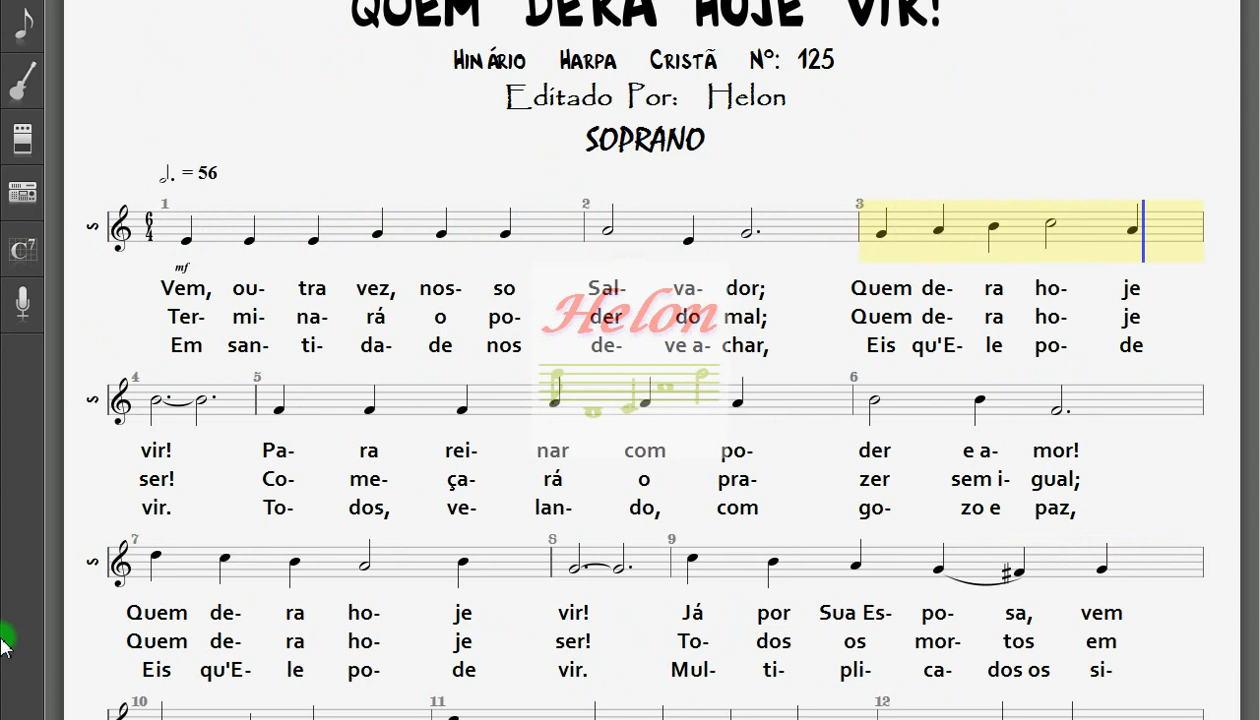 QUEM DERA HOJE VIR!
Hinário Harpa Cristã Nº: 125
Editado Por: Helon
SOPRANO
= 56
1 2 3
S
6
4
mf
Vem, ou- tra vez, nos- so Sal- va- dor; Quem de- ra ho- je
Ter- mi- na- rá o po- der do mal; Quem de- ra ho- je
Em san- ti- da- de nos de- ve a- char, Eis qu'E- le po- de
Helon
4 5 6
S
vir! Pa- ra rei- nar com po- der e a- mor!
ser! Co- me- ça- rá o pra- zer sem i- gual;
vir. To- dos, ve- lan- do, com go- zo e paz,
7 8 9
S
Quem de- ra ho- je vir! Já por Sua Es- po- sa, vem
Quem de- ra ho- je ser! To- dos os mor- tos em
Eis qu'E- le po- de vir. Mul- ti- pli- ca- dos os si-
10 11 12
C7